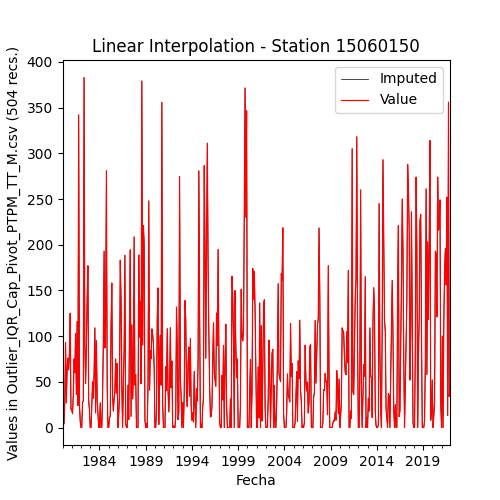 Linear Interpolation - Station 15060150
Imputed
Value
Values in Outlier_IQR_Cap_Pivot_PTPM_TT_M.csv (504 recs.)
400
350
300
250
200
150
100
50
0
1984 1989 1994 1999 2004 2009 2014 2019
Fecha